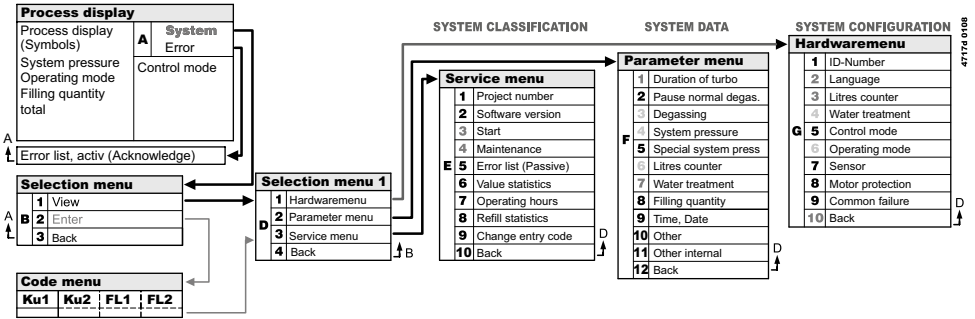 Process display
Process display
(Symbols)
System pressure
Operating mode
Filling quantity
total
A
System
Error
Control mode
A
Error list, activ (Acknowledge)
Selection menu
A
B
1 View
2 Enter
3 Back
Code menu
Ku1 Ku2 FL1 FL2
Selection menu 1
D
1 Hardwaremenu
2 Parameter menu
3 Service menu
4 Back
B
SYSTEM CLASSIFICATION
Service menu
E
1 Project number
2 Software version
3 Start
4 Maintenance
5 Error list (Passive)
6 Value statistics
7 Operating hours
8 Refill statistics
9 Change entry code
10 Back
D
SYSTEM DATA
Parameter menu
F
1 Duration of turbo
2 Pause normal degas.
3 Degassing
4 System pressure
5 Special system press
6 Litres counter
7 Water treatment
8 Filling quantity
9 Time, Date
10 Other
11 Other internal
12 Back
D
SYSTEM CONFIGURATION
Hardwaremenu
G
1 ID-Number
2 Language
3 Litres counter
4 Water treatment
5 Control mode
6 Operating mode
7 Sensor
8 Motor protection
9 Common failure
10 Back
D
4717d 0108